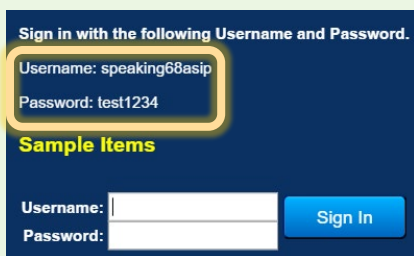 Sign in with the following Username and Password.
Username: speaking68asip
Password: test1234
Sample Items
Username:
Sign In
Password: